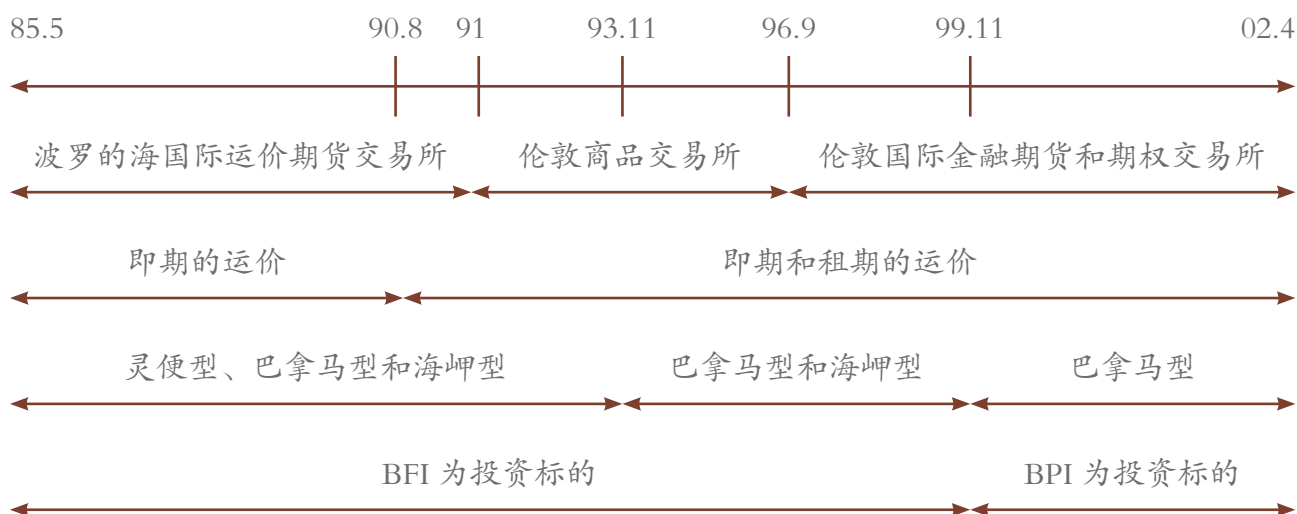 85.5 90.8 91 93.11 96.9 99.11 02.4
波罗的海国际运价期货交易所 伦敦商品交易所 伦敦国际金融期货和期权交易所
即期的运价 即期和租期的运价
灵便型、巴拿马型和海岬型 巴拿马型和海岬型 巴拿马型
BFI 为投资标的 BPI 为投资标的